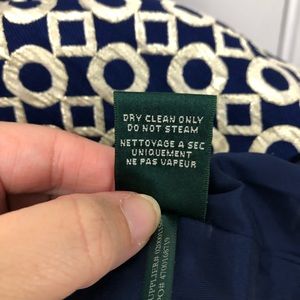 DRY CLEAN ONLY
DO NOT STEAM
NETTOYAGE A SEC
UNIQUEMENT
NE PAS VAPEUR